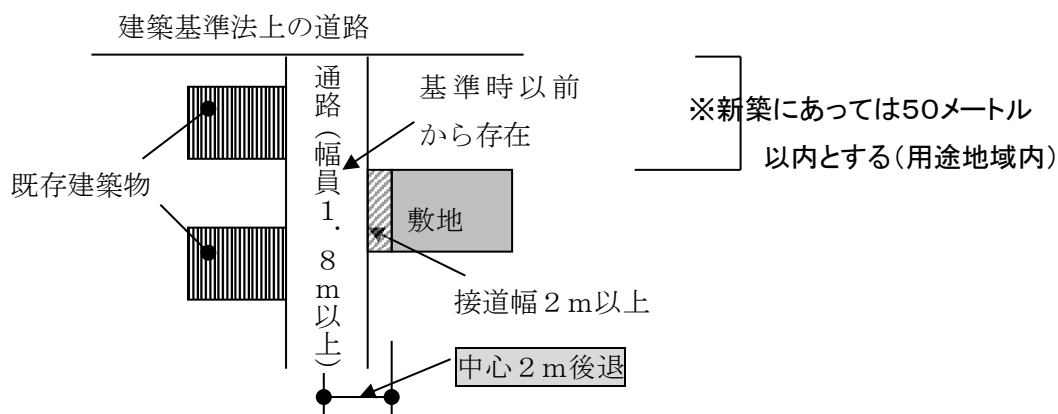 建築基準法上の道路
通路(幅員1.8m以上)
基準時以前
から存在
※新築にあっては50メートル
以内とする(用途地域内)
既存建築物
敷地
接道幅2m以上
中心2m後退